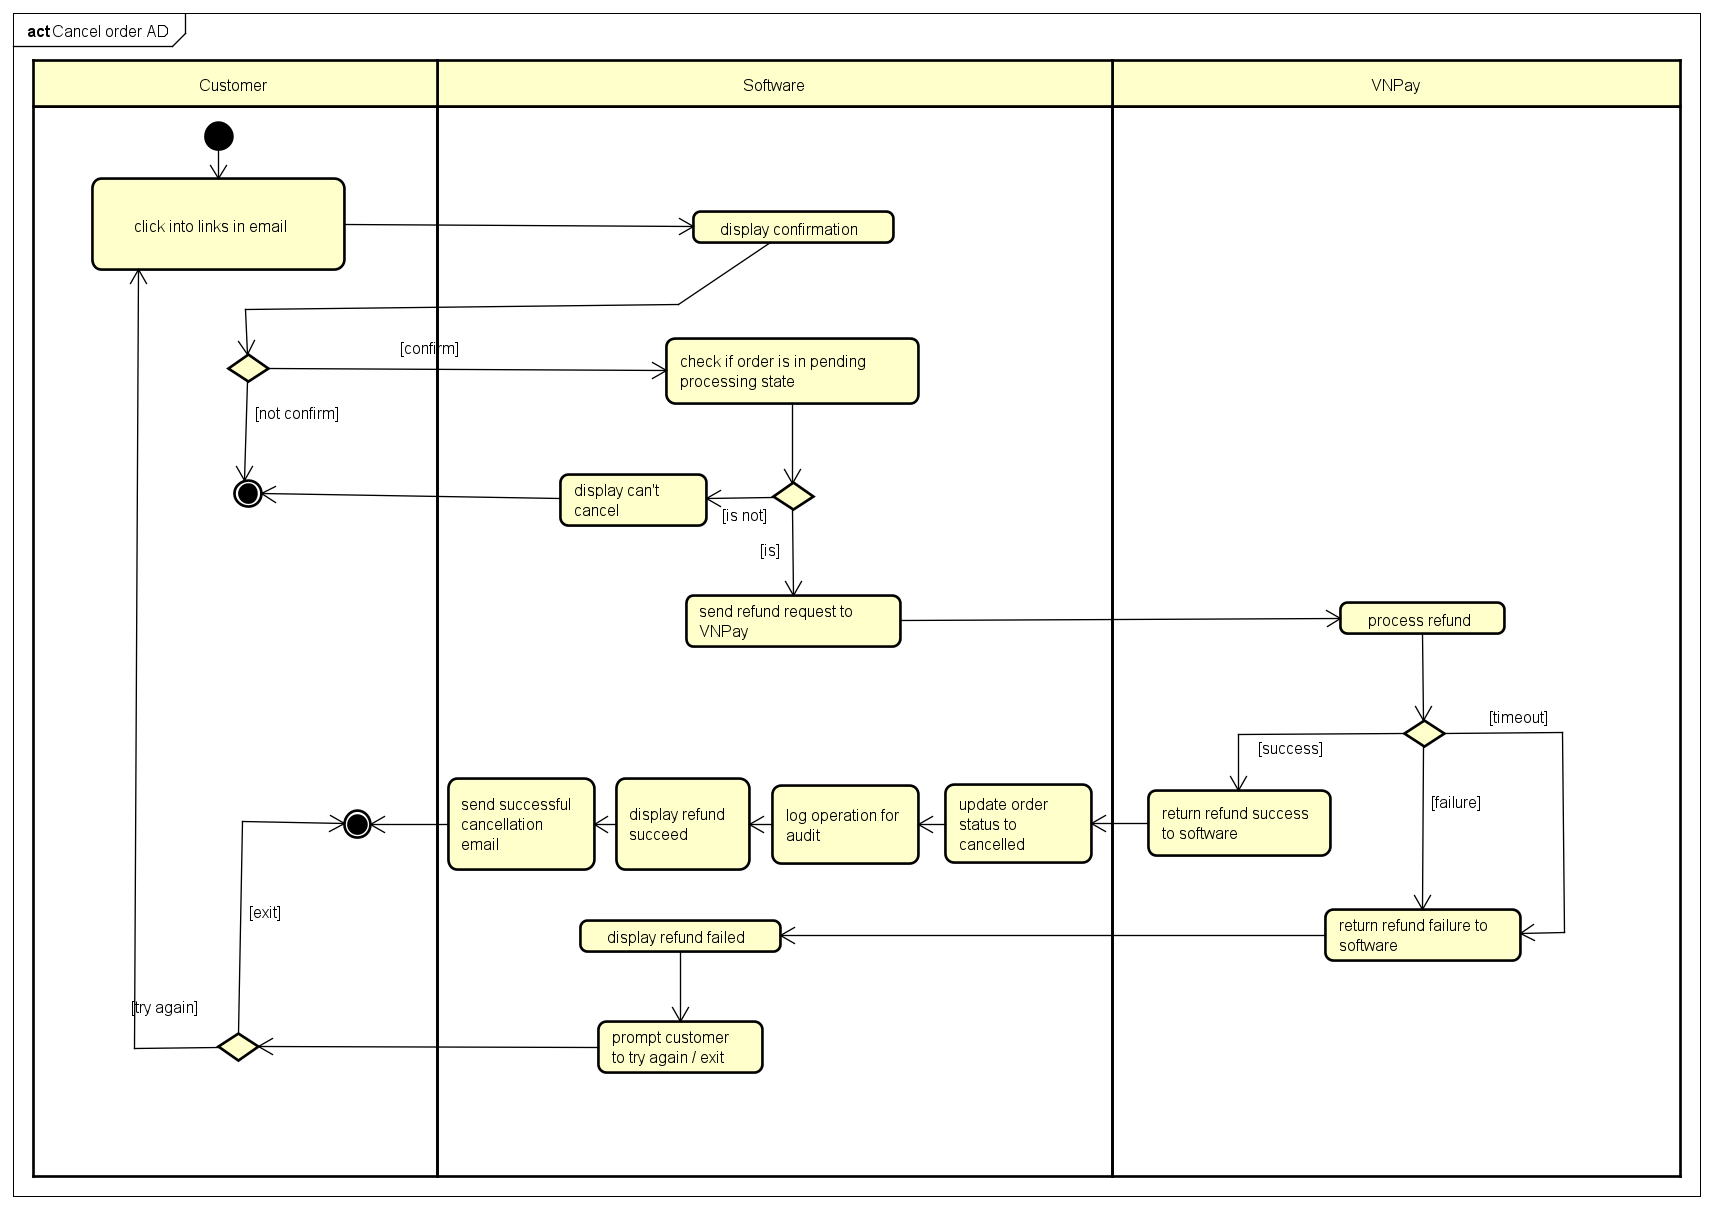 act Cancel order AD
Customer
Software
VNPay
click into links in email
display confirmation
[confirm]
check if order is in pending
processing state
[not confirm]
display can't
cancel
[is not]
[is]
send refund request to
VNPay
process refund
[timeout]
[success]
[failure]
send successful
cancellation
email
display refund
succeed
log operation for
audit
update order
status to
cancelled
return refund success
to software
[exit]
display refund failed
return refund failure to
software
[try again]
prompt customer
to try again / exit